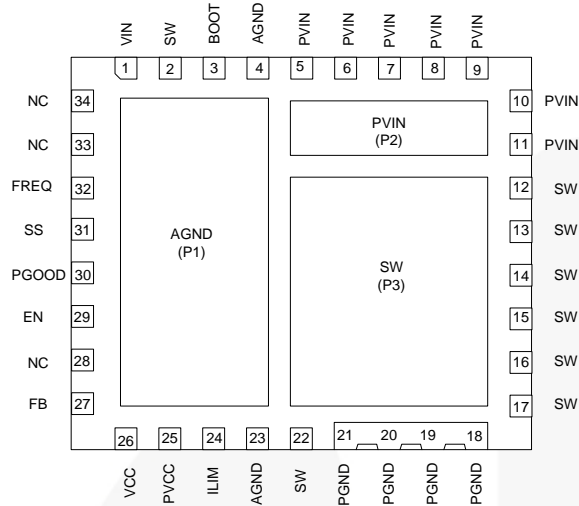 VIN
SW
BOOT
AGND
PVIN
PVIN
PVIN
PVIN
PVIN
1
2
3
4
5
6
7
8
9
NC
34
NC
33
FREQ
32
SS
31
PGOOD
30
EN
29
NC
28
FB
27
AGND
(P1)
PVIN
(P2)
SW
(P3)
10
PVIN
11
PVIN
12
SW
13
SW
14
SW
15
SW
16
SW
17
SW
26
25
24
23
22
21
20
19
18
VCC
PVCC
ILIM
AGND
SW
PGND
PGND
PGND
PGND